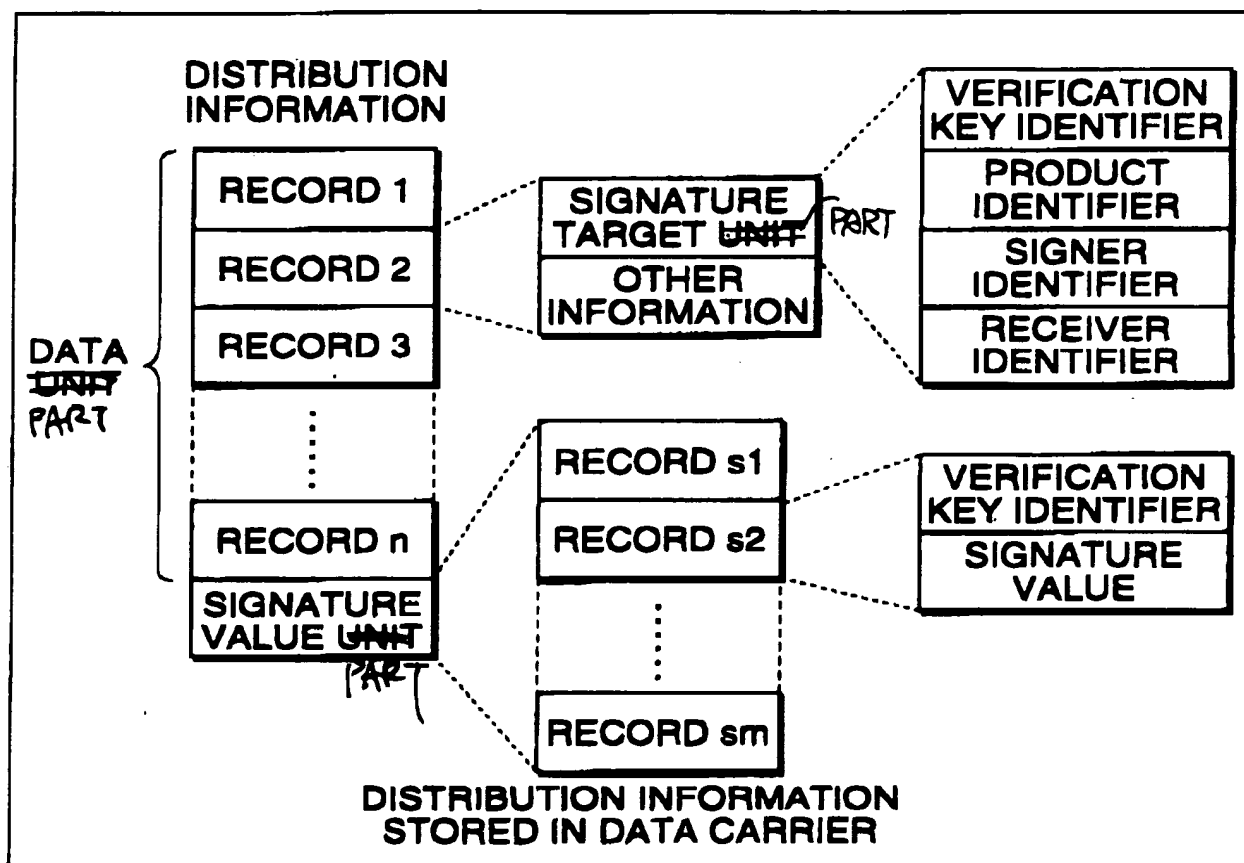 DISTRIBUTION
INFORMATION
RECORD 1
RECORD 2
RECORD 3
RECORD n
SIGNATURE
VALUE UNIT
PART
DATA
UNIT
PART
SIGNATURE
TARGET UNIT PART
OTHER
INFORMATION
VERIFICATION
KEY IDENTIFIER
PRODUCT
IDENTIFIER
SIGNER
IDENTIFIER
RECEIVER
IDENTIFIER
RECORD s1
RECORD s2
RECORD sm
VERIFICATION
KEY IDENTIFIER
SIGNATURE
VALUE
DISTRIBUTION INFORMATION
STORED IN DATA CARRIER